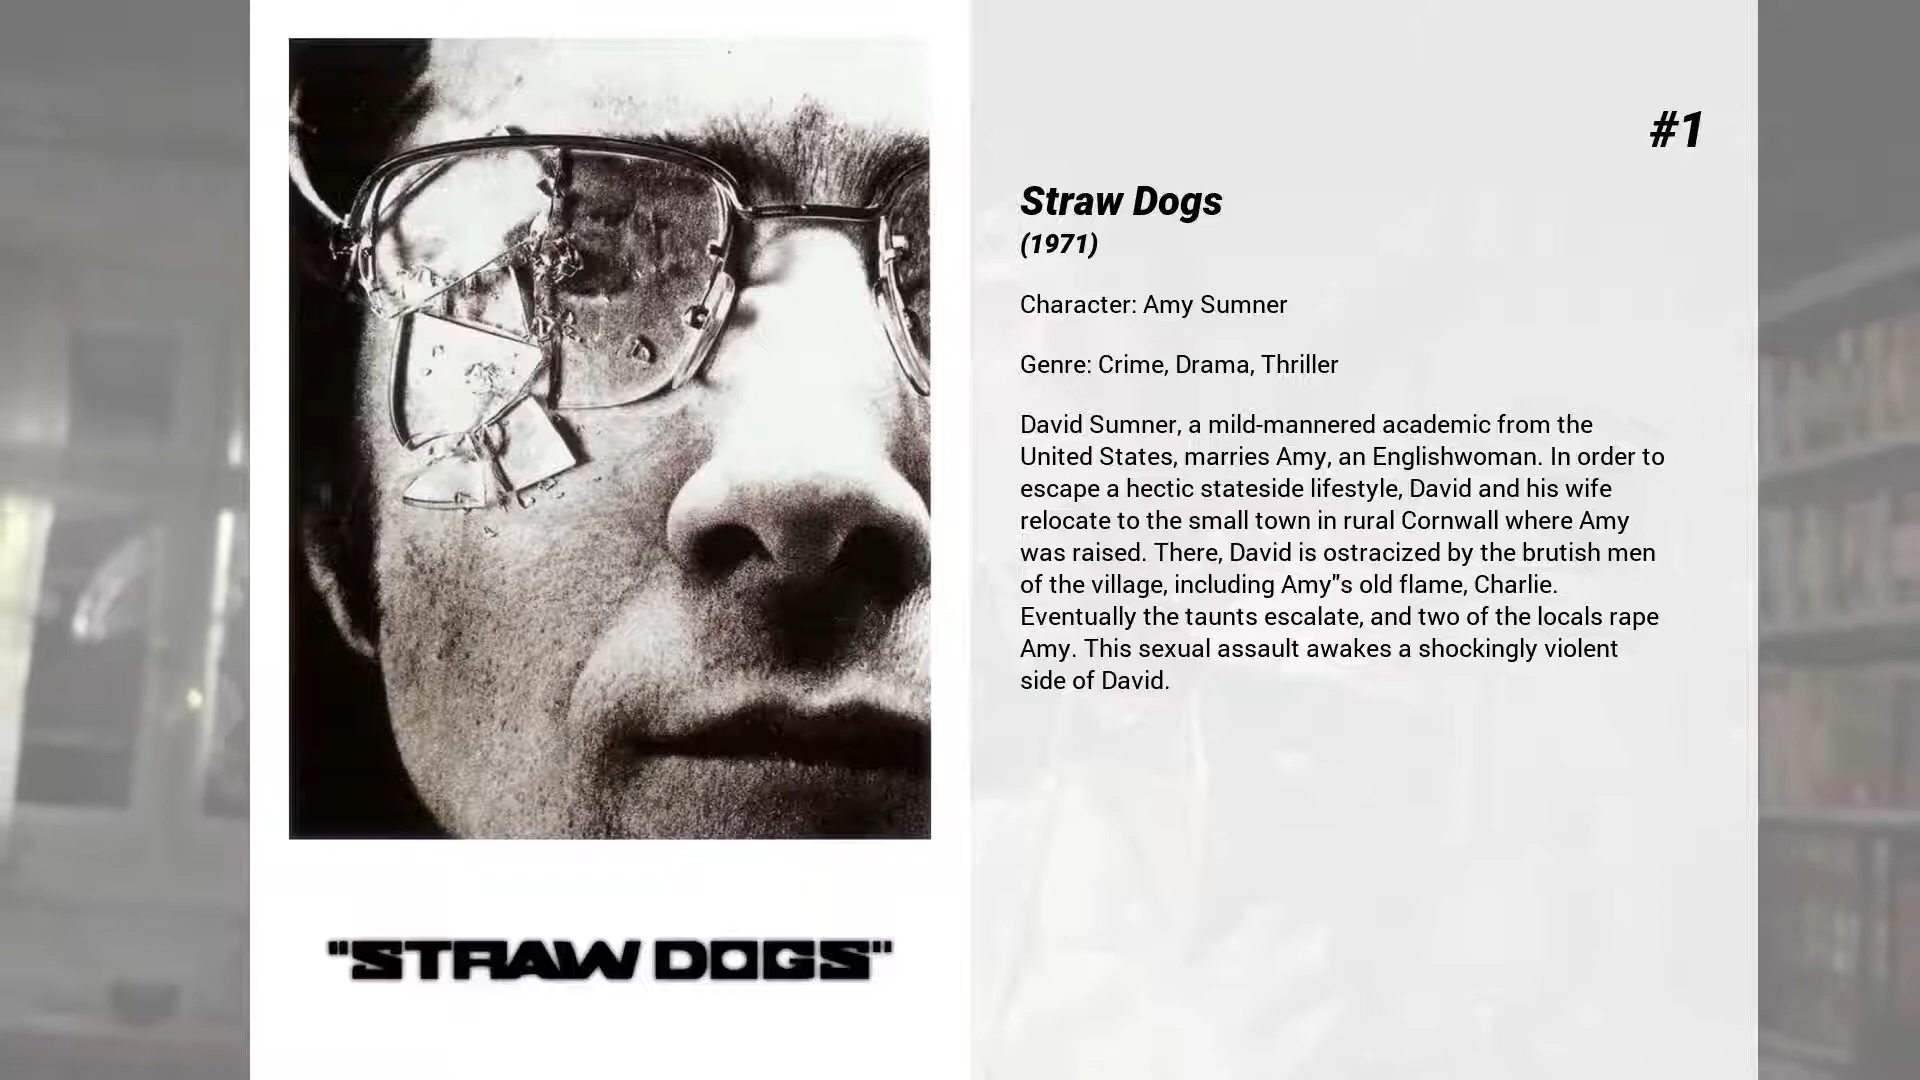 #1
Straw Dogs
(1971)
Character: Amy Sumner
Genre: Crime, Drama, Thriller
David Sumner, a mild-mannered academic from the
United States, marries Amy, an Englishwoman. In order to
escape a hectic stateside lifestyle, David and his wife
relocate to the small town in rural Cornwall where Amy
was raised. There, David is ostracized by the brutish men
of the village, including Amy"s old flame, Charlie.
Eventually the taunts escalate, and two of the locals rape
Amy. This sexual assault awakes a shockingly violent
side of David.
"STRAW DOGS"